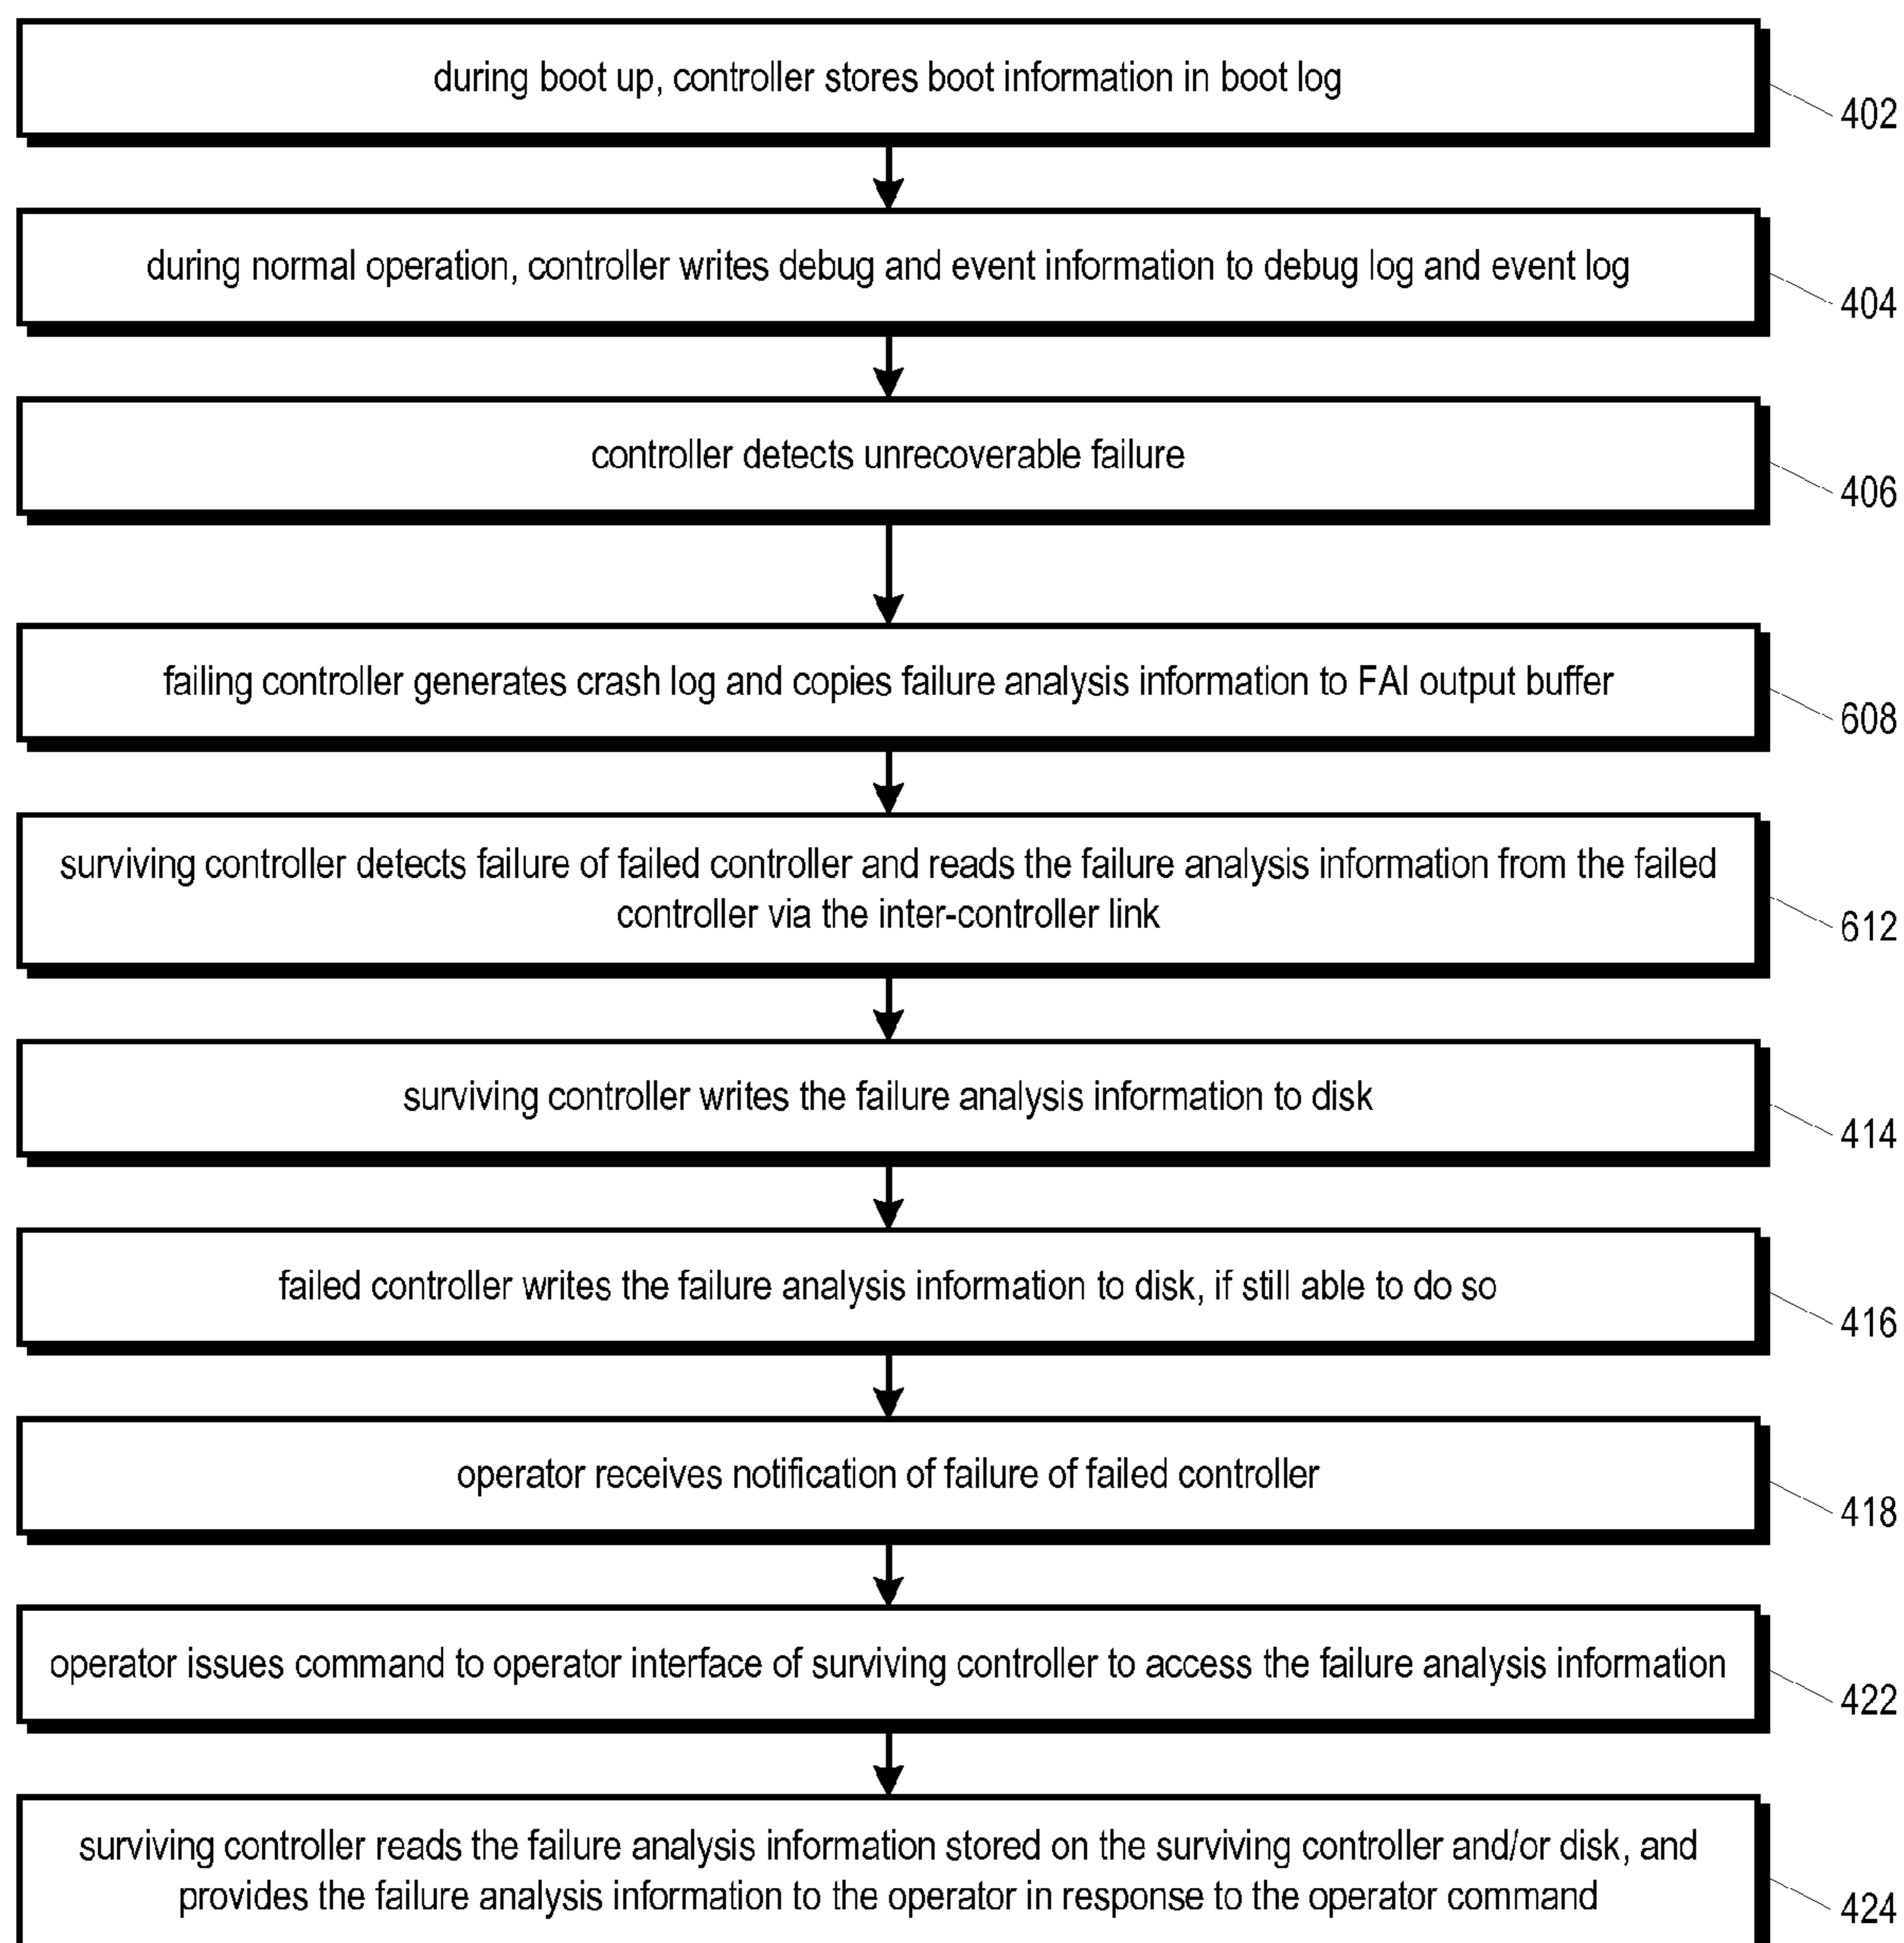 during boot up, controller stores boot information in boot log
402
during normal operation, controller writes debug and event information to debug log and event log
404
controller detects unrecoverable failure
406
failing controller generates crash log and copies failure analysis information to FAI output buffer
608
surviving controller detects failure of failed controller and reads the failure analysis information from the failed
controller via the inter-controller link
612
surviving controller writes the failure analysis information to disk
414
failed controller writes the failure analysis information to disk, if still able to do so
416
operator receives notification of failure of failed controller
418
operator issues command to operator interface of surviving controller to access the failure analysis information
422
surviving controller reads the failure analysis information stored on the surviving controller and/or disk, and
provides the failure analysis information to the operator in response to the operator command
424